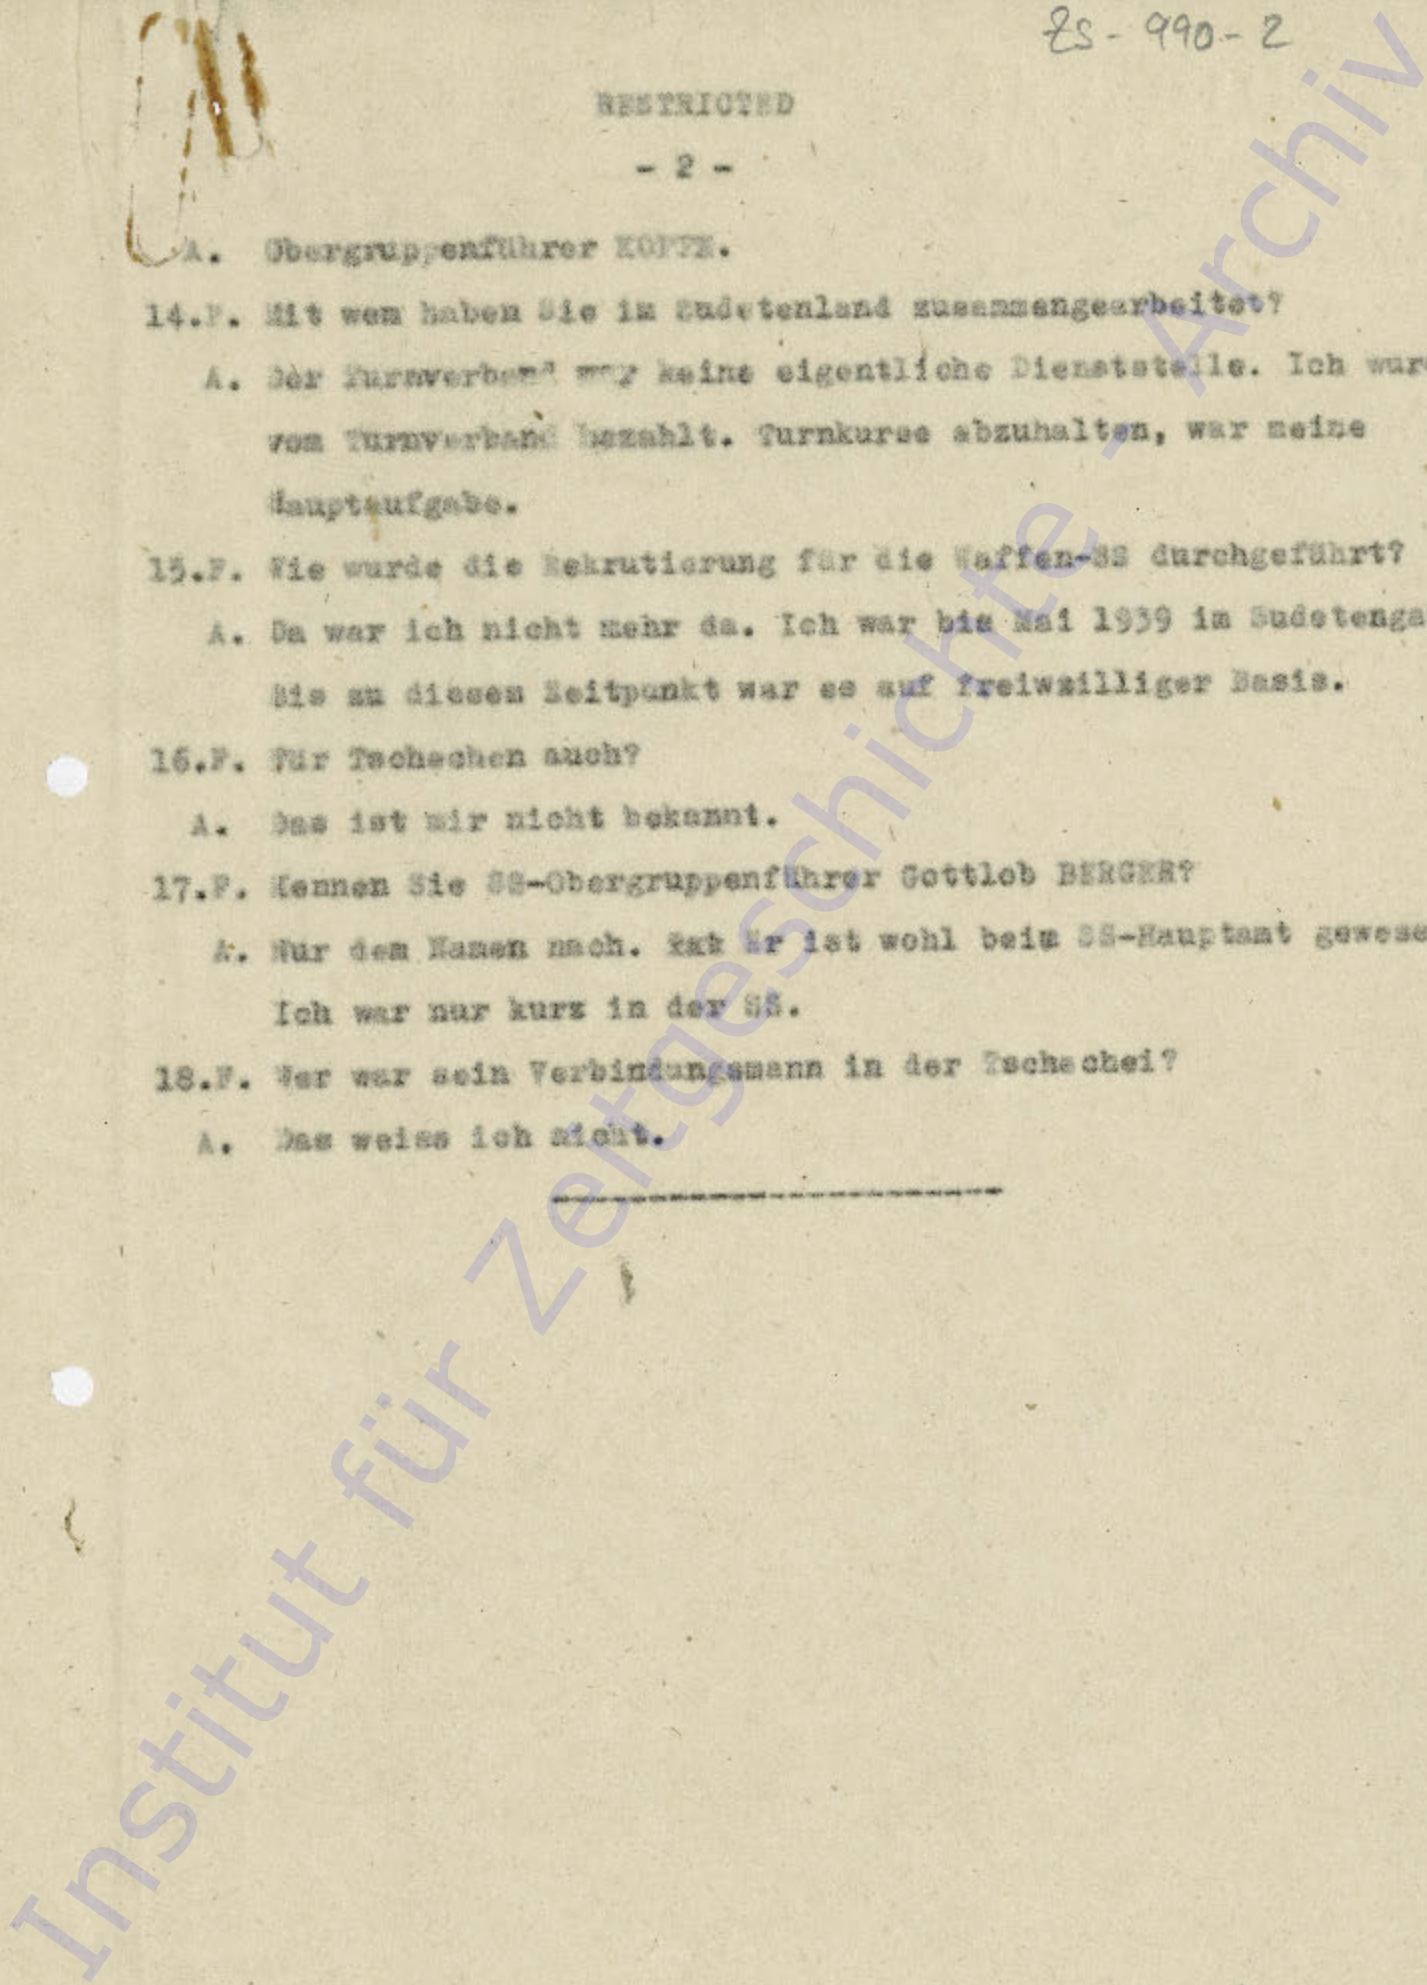 ZS - 990 - 2
RESTRICTED
- 2 -
A. Obergruppenführer KOPPE.
14.F. Mit wem haben Sie im Sudetenland zusammengearbeitet?
A. Der Turnverband war keine eigentliche Dienststelle. Ich wur
vom Turnverband bezahlt. Turnkurse abzuhalten, war meine
Hauptaufgabe.
15.F. Wie wurde die Rekrutierung für die Waffen-SS durchgeführt?
A. Da war ich nicht mehr da. Ich war bis Mai 1939 im Sudetenga
Bis zu diesem Zeitpunkt war es auf freiwilliger Basis.
16.F. Für Tschechen auch?
A. Das ist mir nicht bekannt.
17.F. Kennen Sie SS-Obergruppenführer Gottlob BERGER?
A. Nur dem Namen nach. Er ist wohl beim SS-Hauptamt gewese
Ich war nur kurz in der SS.
18.F. Wer war sein Verbindungsmann in der Tschechei?
A. Das weiss ich nicht.
Institut für Zeitgeschichte - Archiv